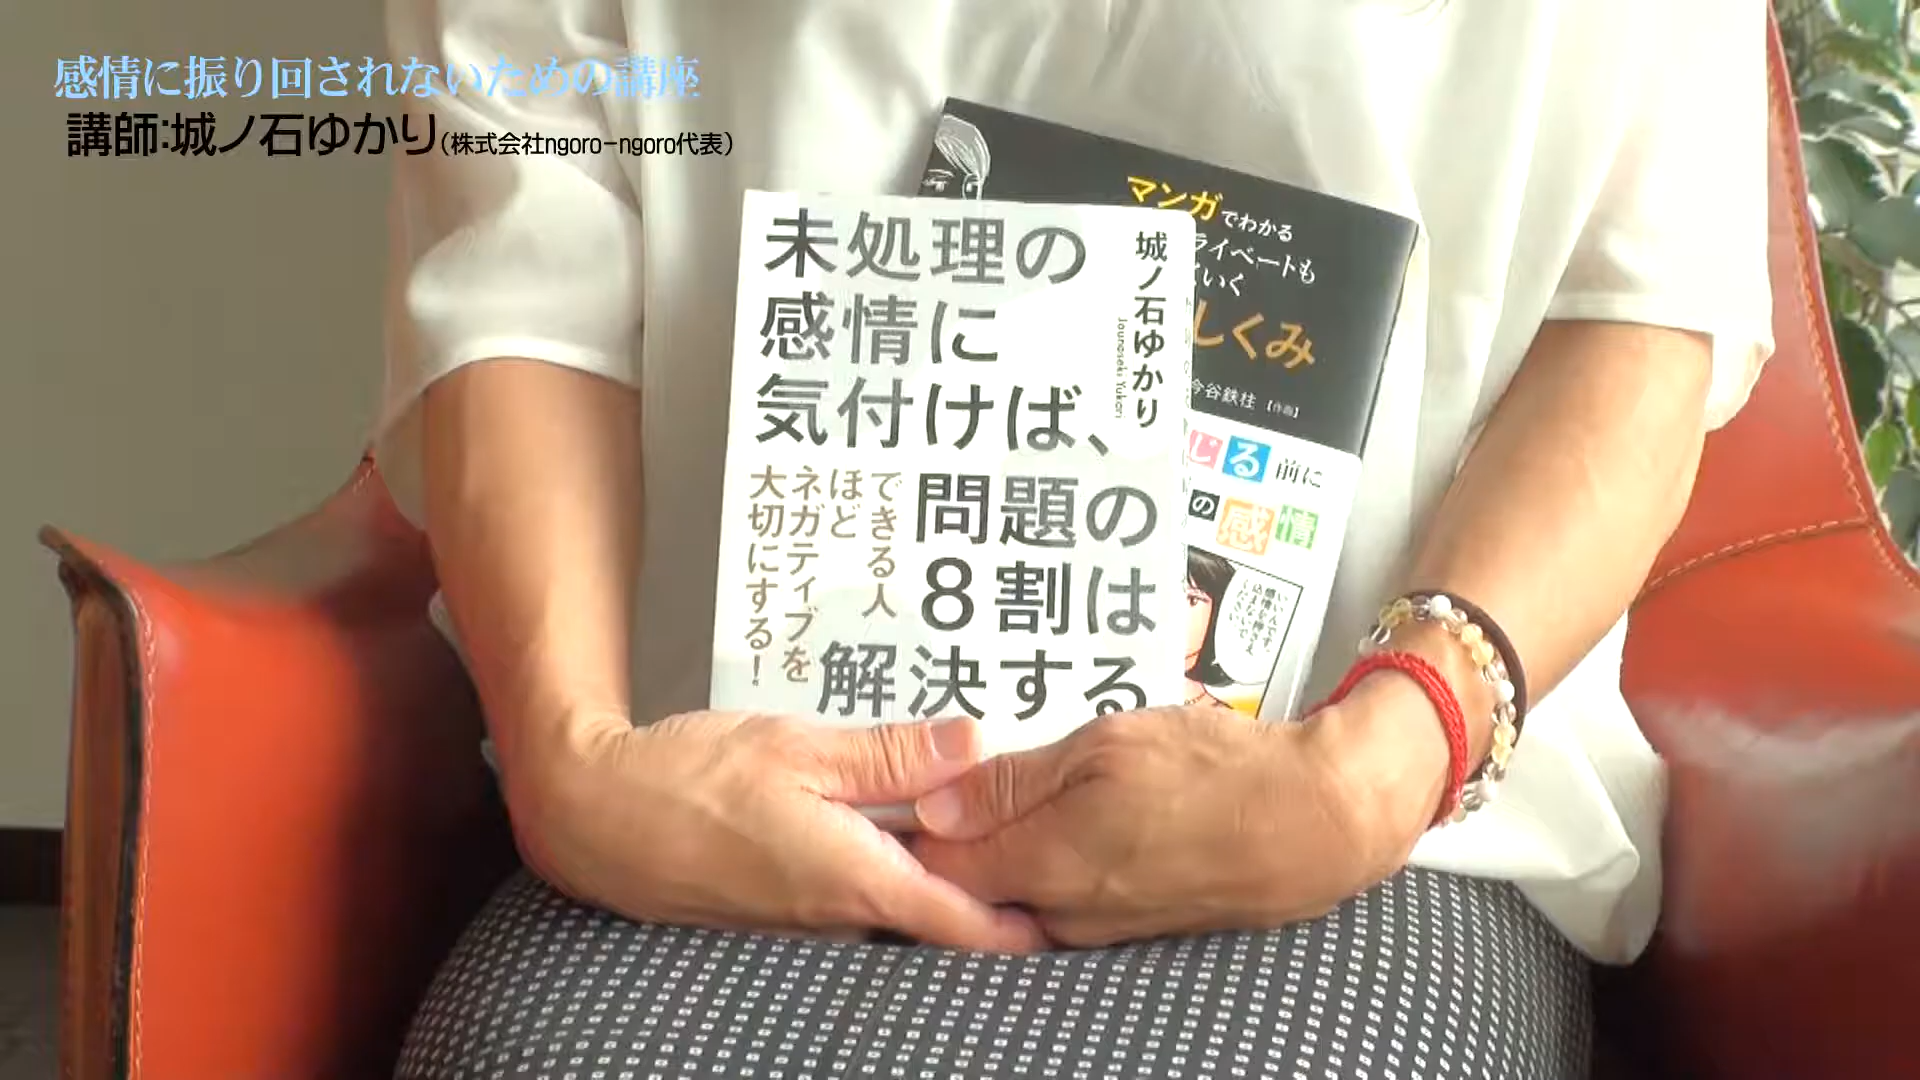 感情に振り回されないための講座
講師:城ノ石ゆかり(株式会社ngoro-ngoro代表)
未処理の
感情に
気付けば、
問題の
8割は
解決する
できる人
ほど
ネガティブを
大切にする!
城ノ石ゆかり
Jounoseki Yukari
マンガでわかる
ライベートも
いく
しくみ
今谷鉄柱【作画】
じる前に
の感情